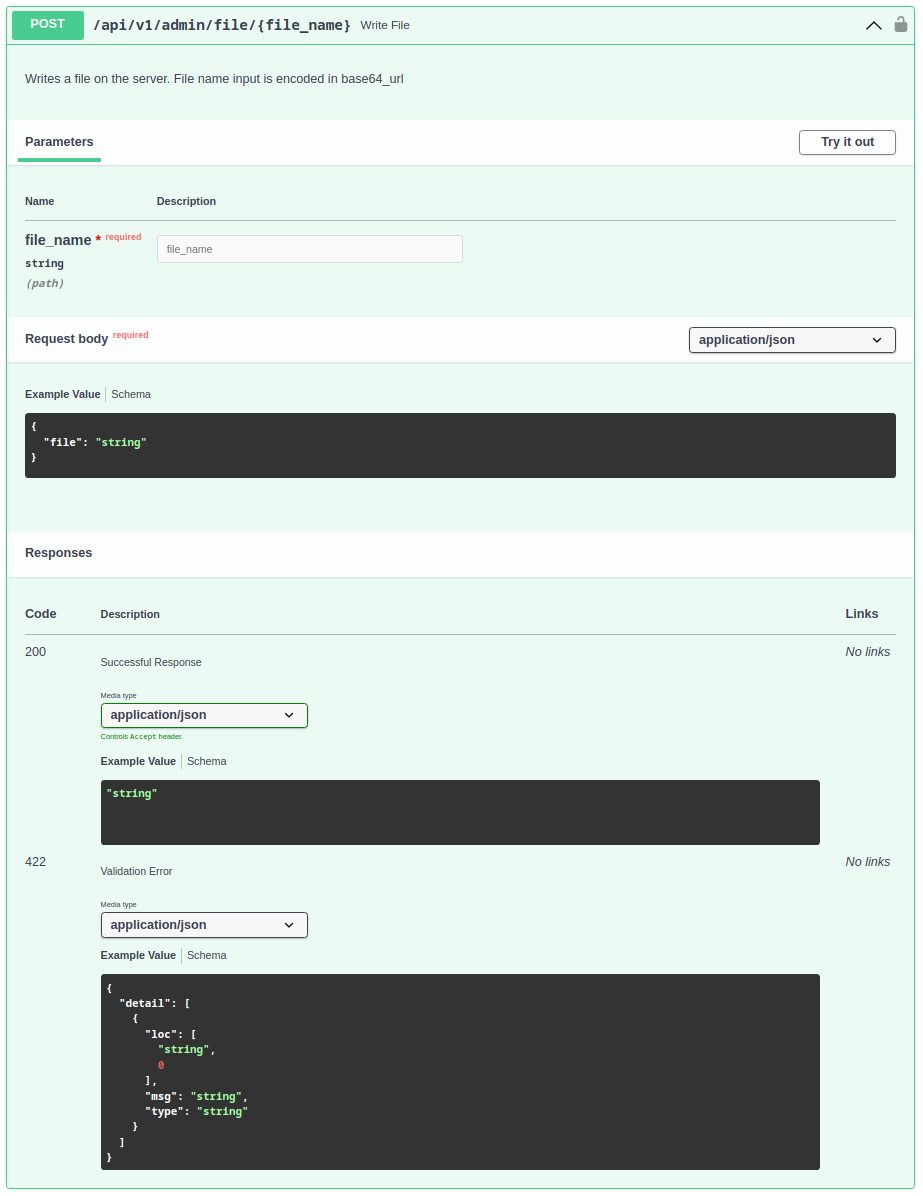 POST /api/v1/admin/file/{file_name} Write File
Writes a file on the server. File name input is encoded in base64_url
Parameters
Try it out
Name Description
file_name * required
string
(path)
file_name
Request body required
application/json
Example Value Schema
{
  "file": "string"
}
Responses
Code Description Links
200
Successful Response
No links
Media type
application/json
Controls Accept header.
Example Value Schema
"string"
422
Validation Error
No links
Media type
application/json
Example Value Schema
{
  "detail": [
    {
      "loc": [
        "string",
        0
      ],
      "msg": "string",
      "type": "string"
    }
  ]
}